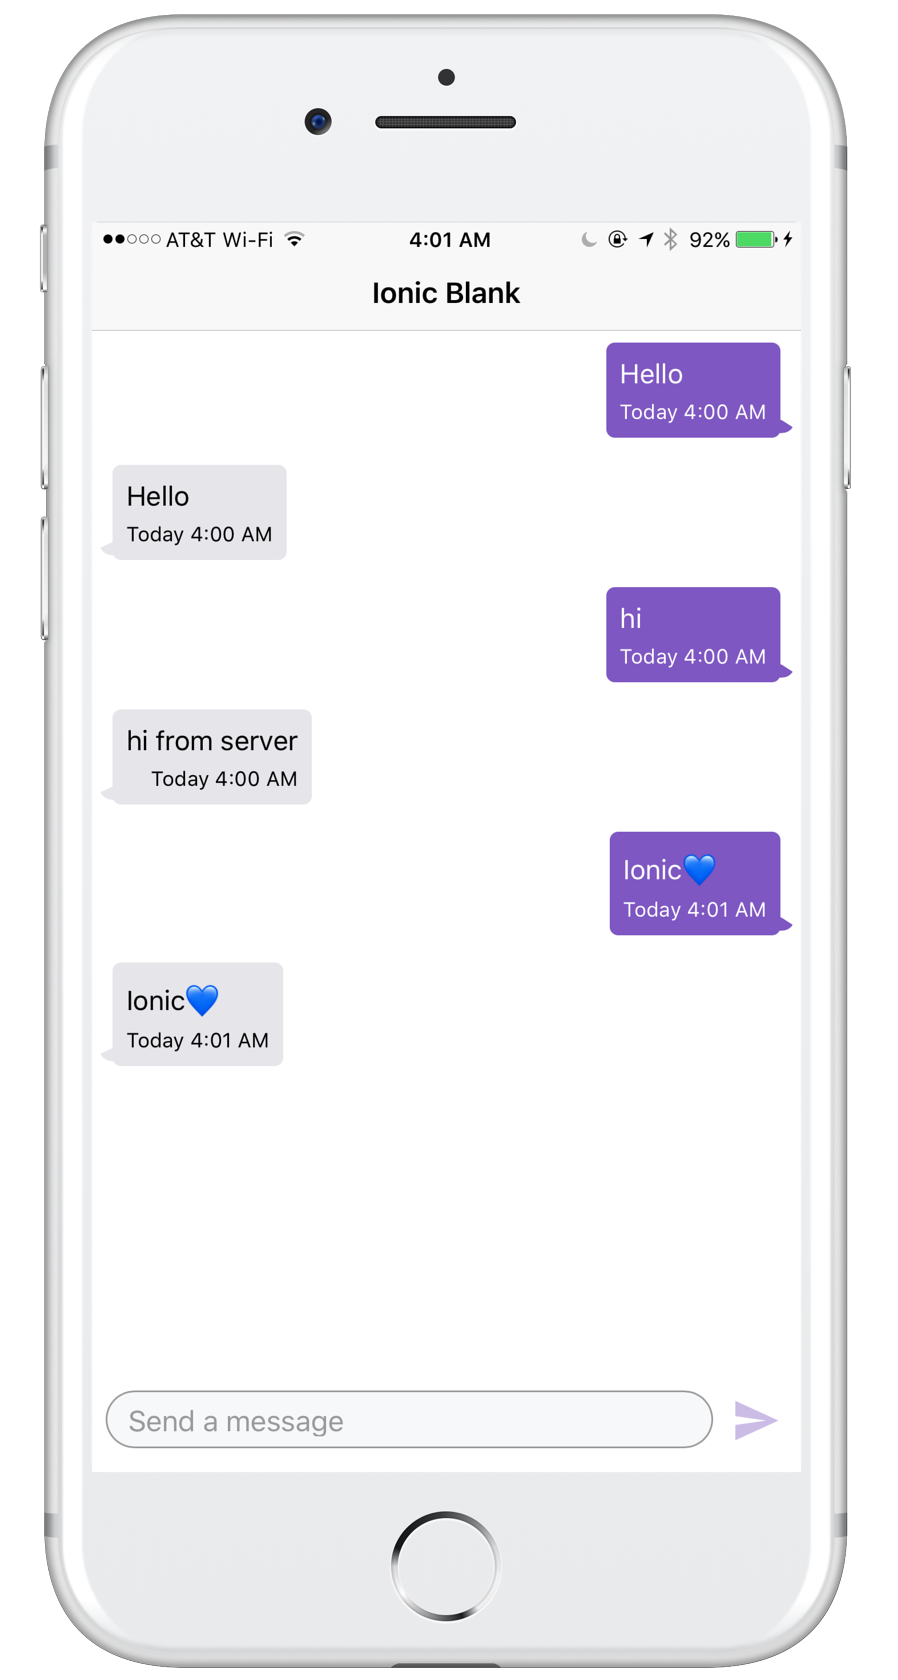 AT&T Wi-Fi 4:01 AM 92%
Ionic Blank
Hello
Today 4:00 AM
Hello
Today 4:00 AM
hi
Today 4:00 AM
hi from server
Today 4:00 AM
Ionic💙
Today 4:01 AM
Ionic💙
Today 4:01 AM
Send a message